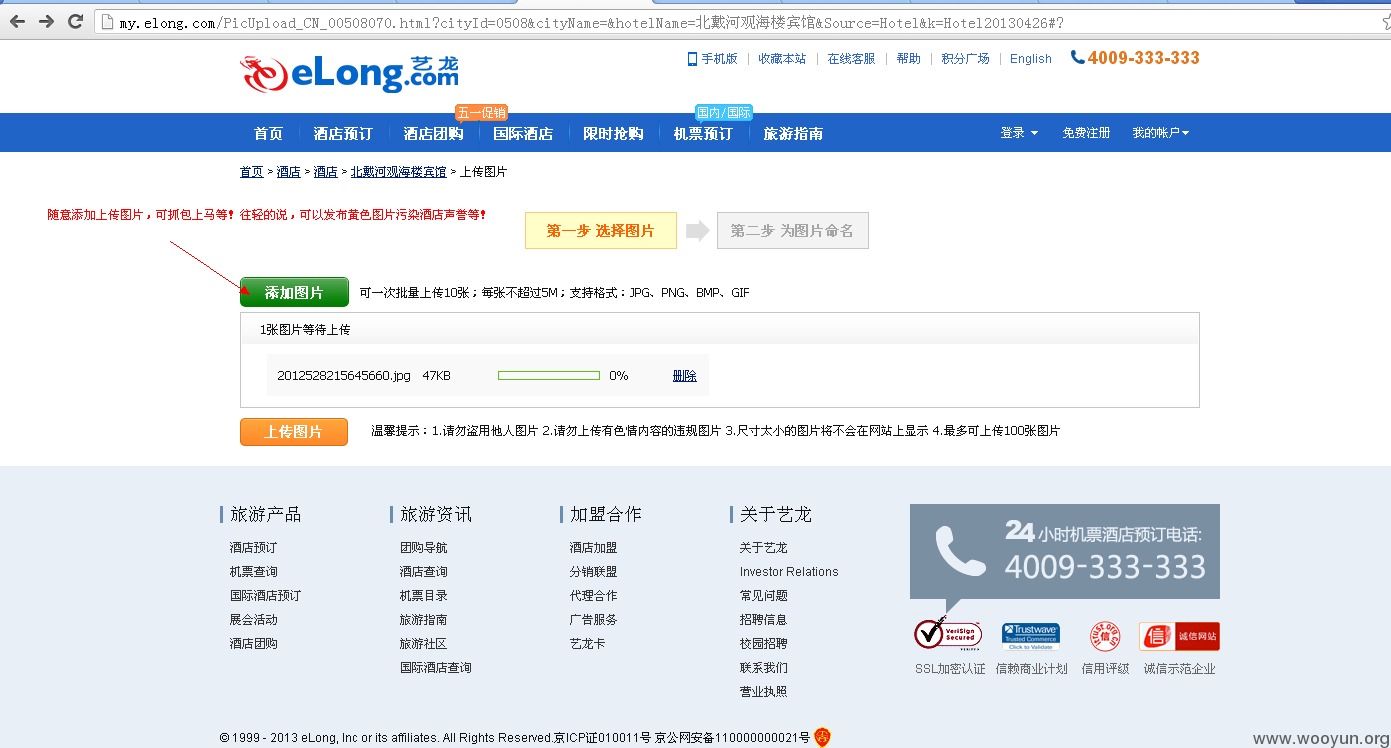 my.elong.com/PicUpload_CN_00508070.html?cityId=0508&cityName=&hotelName=北戴河观海楼宾馆&Source=Hotel&k=Hotel20130426#?
eLong.com 艺龙
手机版 | 收藏本站 | 在线客服 | 帮助 | 积分广场 | English 4009-333-333
五一促销 国内/国际
首页 酒店预订 酒店团购 国际酒店 限时抢购 机票预订 旅游指南 登录 免费注册 我的帐户
首页 > 酒店 > 酒店 > 北戴河观海楼宾馆 > 上传图片
随意添加上传图片，可抓包上马等！往轻的说，可以发布黄色图片污染酒店声誉等！
第一步 选择图片 第二步 为图片命名
添加图片 可一次批量上传10张；每张不超过5M；支持格式：JPG、PNG、BMP、GIF
1张图片等待上传
2012528215645660.jpg 47KB 0% 删除
上传图片 温馨提示：1.请勿盗用他人图片 2.请勿上传有色情内容的违规图片 3.尺寸太小的图片将不会在网站上显示 4.最多可上传100张图片
旅游产品 旅游资讯 加盟合作 关于艺龙
酒店预订 团购导航 酒店加盟 关于艺龙
机票查询 酒店查询 分销联盟 Investor Relations
国际酒店预订 机票目录 代理合作 常见问题
展会活动 旅游指南 广告服务 招聘信息
酒店团购 旅游社区 艺龙卡 校园招聘
国际酒店查询 联系我们
营业执照
24小时机票酒店预订电话:
4009-333-333
VeriSign Secured Trustwave Trusted Commerce Click to Validate 信 诚信网站
SSL加密认证 信赖商业计划 信用评级 诚信示范企业
© 1999 - 2013 eLong, Inc or its affiliates. All Rights Reserved.京ICP证010011号 京公网安备110000000021号
www.wooyun.org